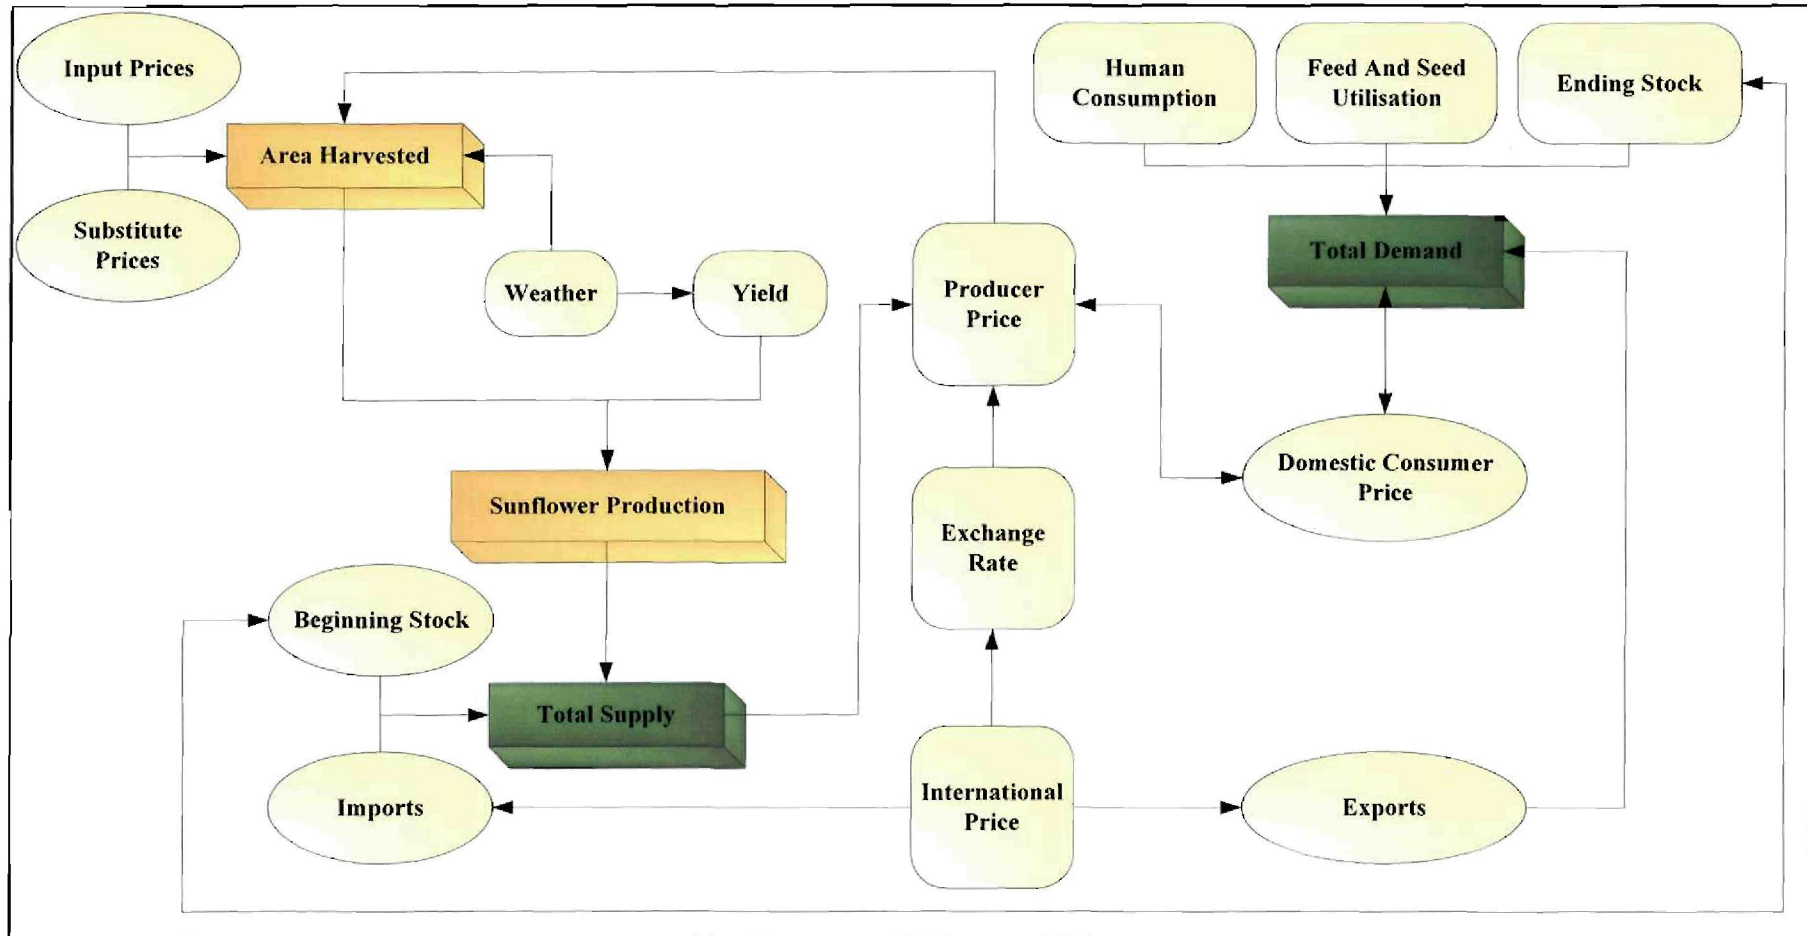 Input Prices
Human
Consumption
Feed And Seed
Utilisation
Ending Stock
Area Harvested
Substitute
Prices
Weather
Yield
Producer
Price
Total Demand
Domestic Consumer
Price
Sunflower Production
Exchange
Rate
Beginning Stock
Total Supply
Imports
International
Price
Exports